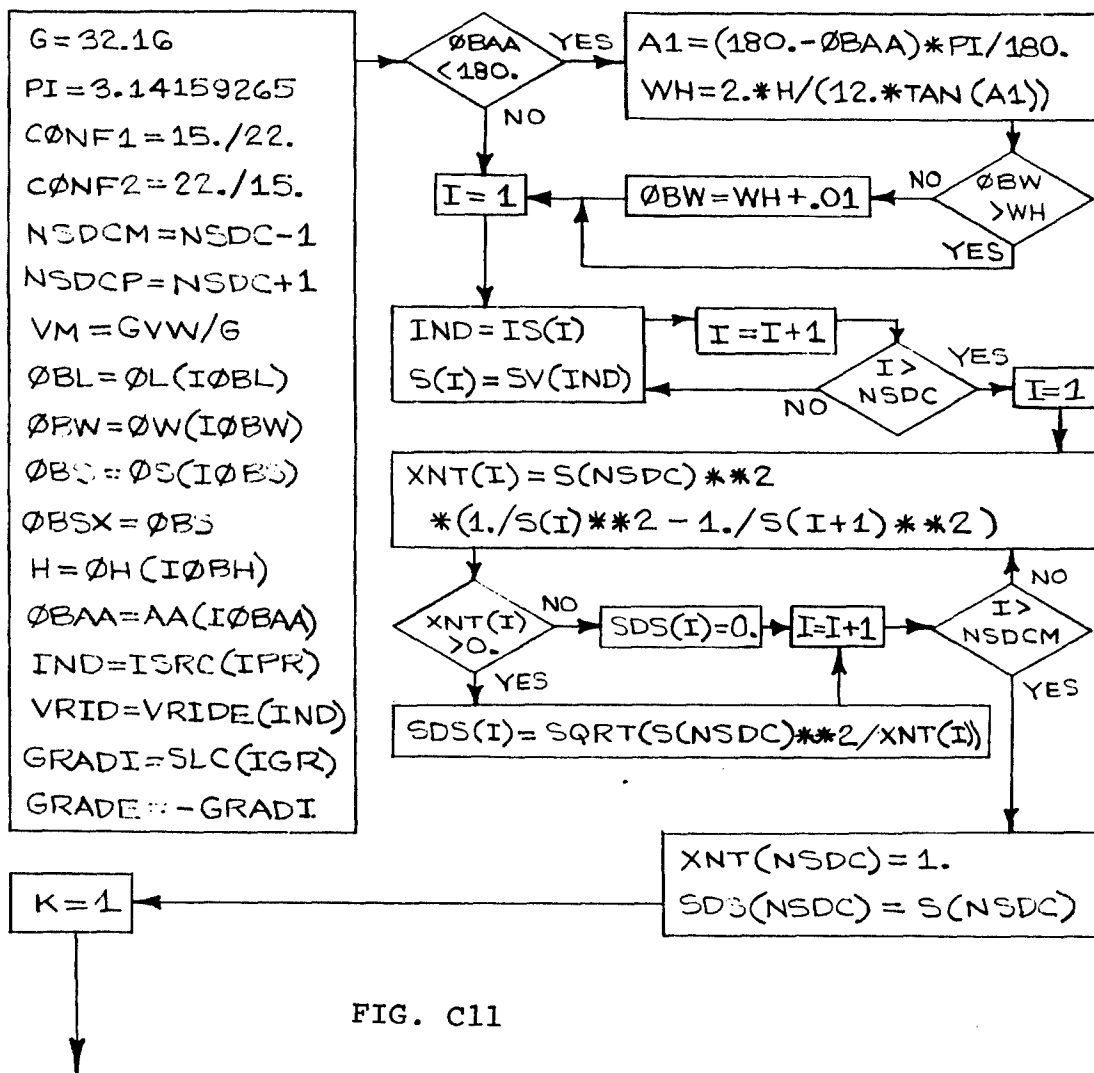 G=32.16
PI=3.14159265
CØNF1=15./22.
CØNF2=22./15.
NSDCM=NSDC-1
NSDCP=NSDC+1
VM=GVW/G
ØBL=ØL(IØBL)
ØBW=ØW(IØBW)
ØBS=ØS(IØBS)
ØBSX=ØBS
H=ØH(IØBH)
ØBAA=AA(IØBAA)
IND=ISRC(IPR)
VRID=VRIDE(IND)
GRADI=SLC(IGR)
GRADE=-GRADI
ØBAA
<180.
YES
NO
A1=(180.-ØBAA)*PI/180.
WH=2.*H/(12.*TAN(A1))
ØBW
>WH
NO
YES
ØBW=WH+.01
I=1
IND=IS(I)
S(I)=SV(IND)
I=I+1
I>
NSDC
YES
NO
I=1
XNT(I)=S(NSDC)**2
*(1./S(I)**2-1./S(I+1)**2)
XNT(I)
>0.
NO
YES
SDS(I)=0.
I=I+1
I>
NSDCM
NO
YES
SDS(I)=SQRT(S(NSDC)**2/XNT(I))
XNT(NSDC)=1.
SDS(NSDC)=S(NSDC)
K=1
FIG. C11